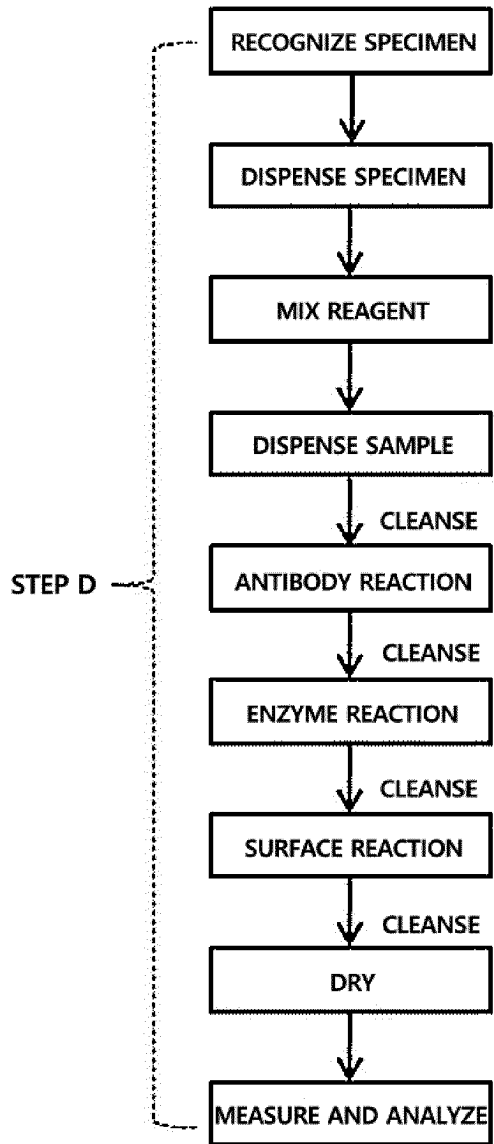 RECOGNIZE SPECIMEN
DISPENSE SPECIMEN
MIX REAGENT
DISPENSE SAMPLE
CLEANSE
STEP D
ANTIBODY REACTION
CLEANSE
ENZYME REACTION
CLEANSE
SURFACE REACTION
CLEANSE
DRY
MEASURE AND ANALYZE